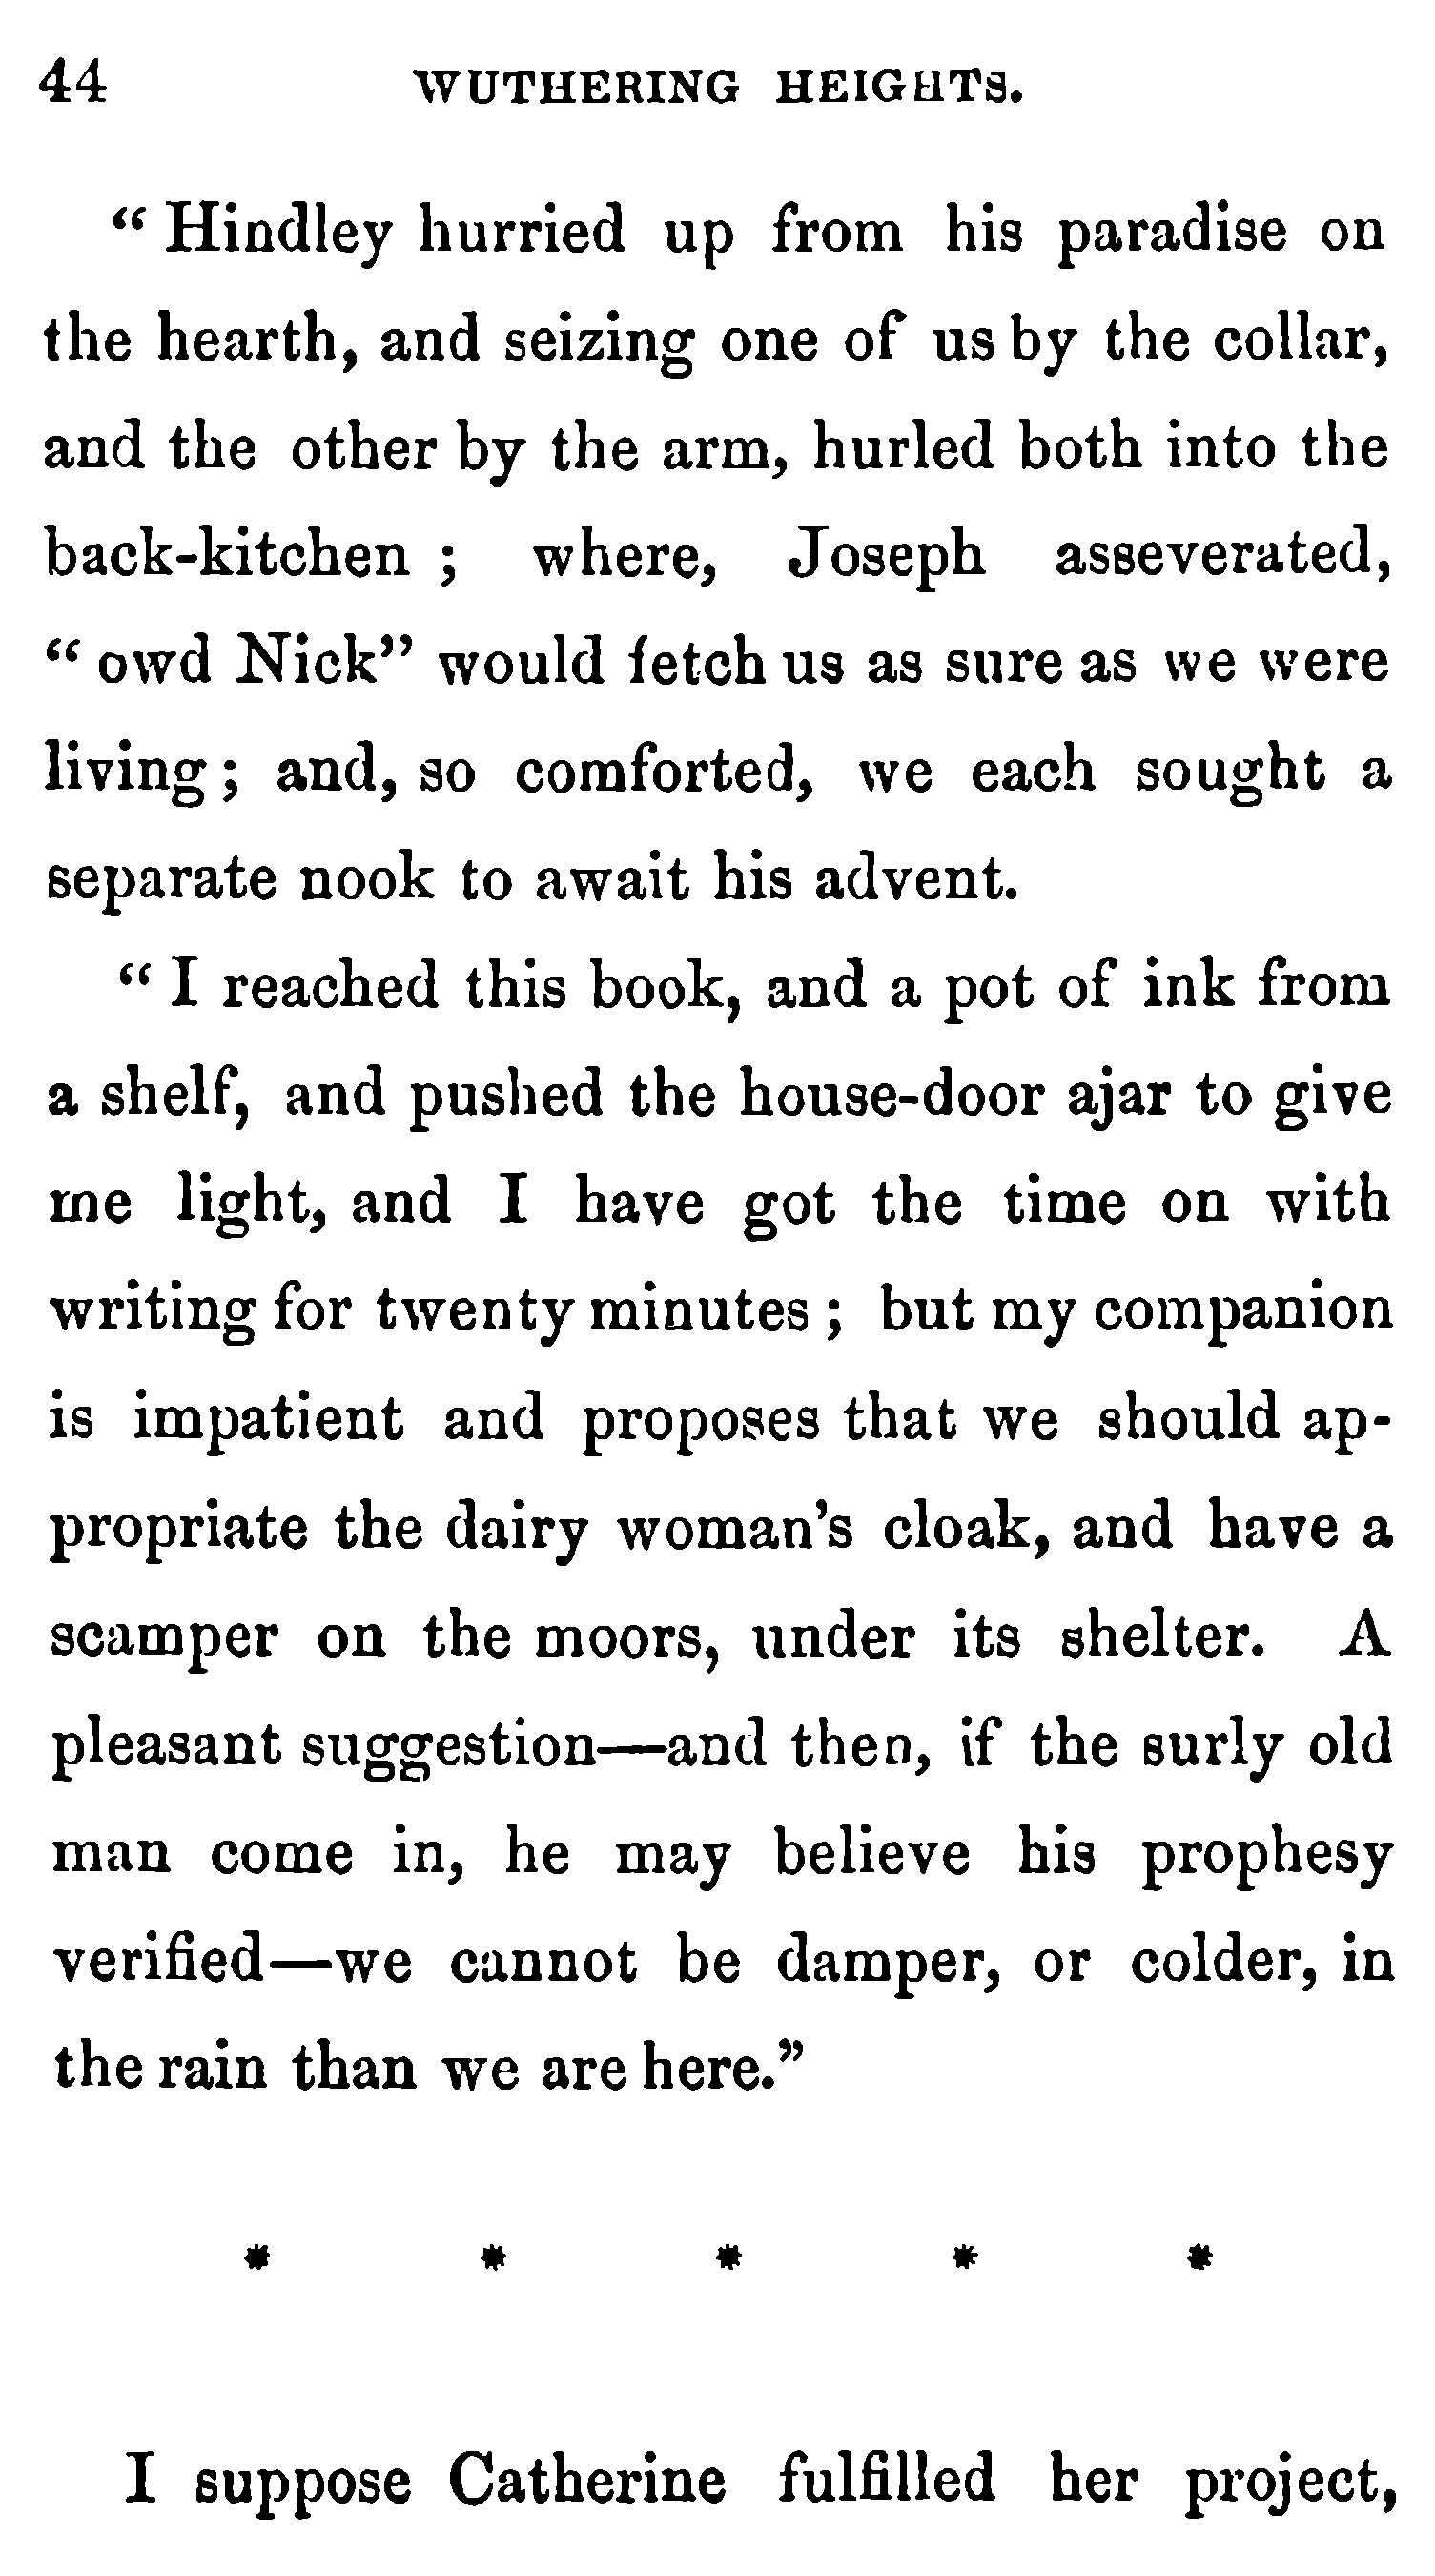 44 WUTHERING HEIGHTS.
“ Hindley hurried up from his paradise on
the hearth, and seizing one of us by the collar,
and the other by the arm, hurled both into the
back-kitchen ; where, Joseph asseverated,
“ owd Nick” would fetch us as sure as we were
living ; and, so comforted, we each sought a
separate nook to await his advent.
“ I reached this book, and a pot of ink from
a shelf, and pushed the house-door ajar to give
me light, and I have got the time on with
writing for twenty minutes ; but my companion
is impatient and proposes that we should ap-
propriate the dairy woman’s cloak, and have a
scamper on the moors, under its shelter. A
pleasant suggestion—and then, if the surly old
man come in, he may believe his prophesy
verified—we cannot be damper, or colder, in
the rain than we are here.”
* * * * *
I suppose Catherine fulfilled her project,